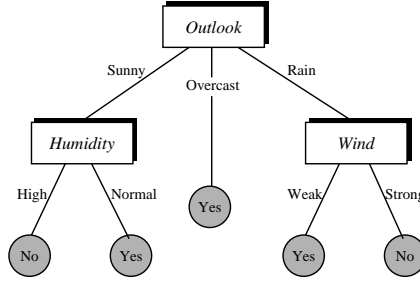 Outlook
Sunny
Rain
Overcast
Humidity
Wind
High
Normal
Yes
Weak
Strong
No
Yes
Yes
No